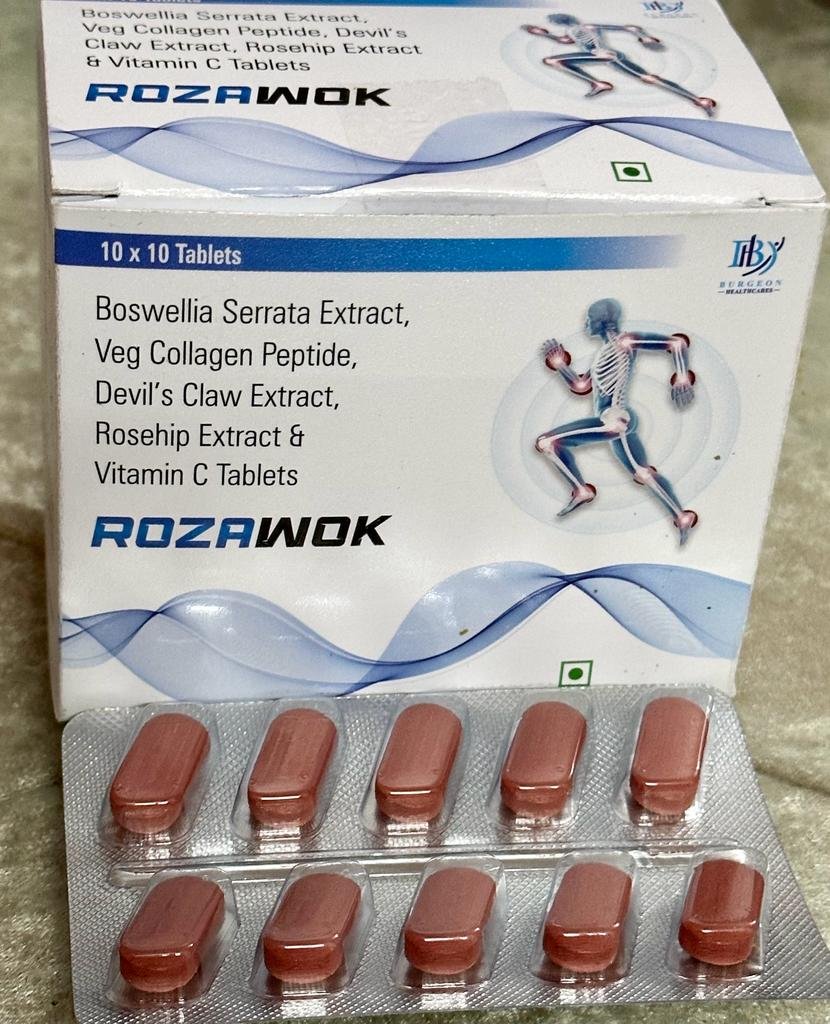 Boswellia Serrata Extract,
Veg Collagen Peptide, Devil's
Claw Extract, Rosehip Extract
& Vitamin C Tablets
ROZAWOK
10 x 10 Tablets
BURGEON
HEALTHCARES
Boswellia Serrata Extract,
Veg Collagen Peptide,
Devil's Claw Extract,
Rosehip Extract &
Vitamin C Tablets
ROZAWOK